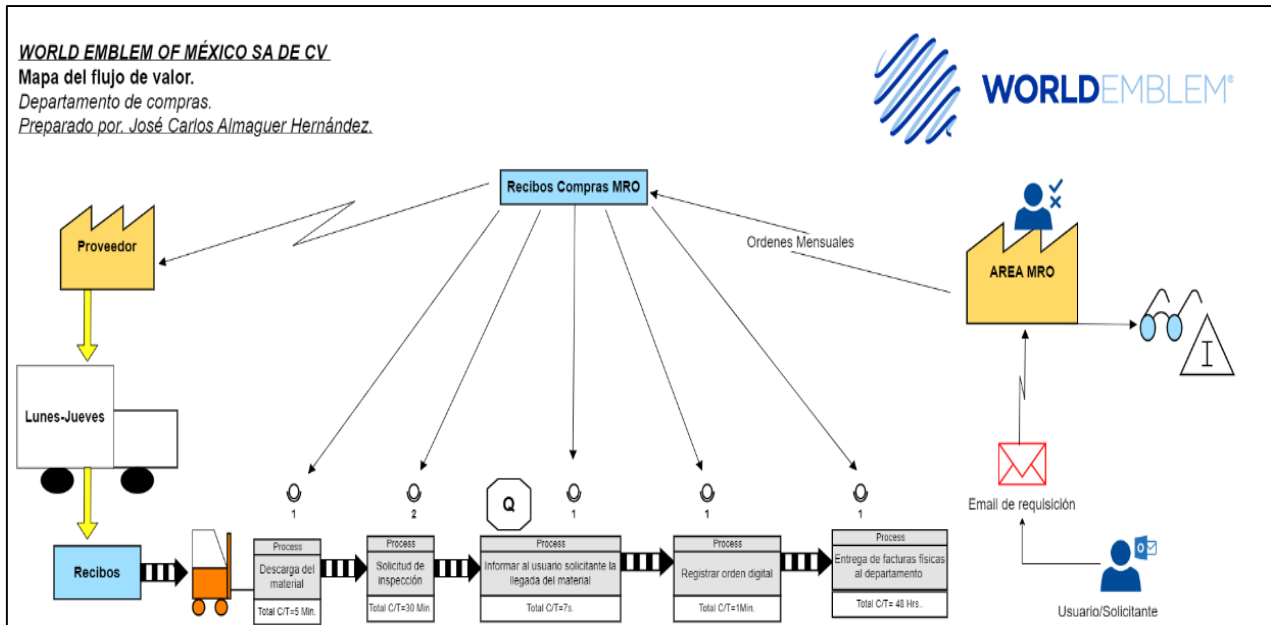 WORLD EMBLEM OF MÉXICO SA DE CV
Mapa del flujo de valor.
Departamento de compras.
Preparado por. José Carlos Almaguer Hernández.
WORLDEMBLEM®
Recibos Compras MRO
Proveedor
Ordenes Mensuales
AREA MRO
I
Lunes-Jueves
Email de requisición
Usuario/Solicitante
Recibos
1
2
Q
1
1
1
Process
Descarga del
material
Total C/T=5 Min.
Process
Solicitud de
inspección
Total C/T=30 Min.
Process
Informar al usuario solicitante la
llegada del material
Total C/T=7s.
Process
Registrar orden digital
Total C/T=1Min.
Process
Entrega de facturas físicas
al departamento
Total C/T= 48 Hrs..